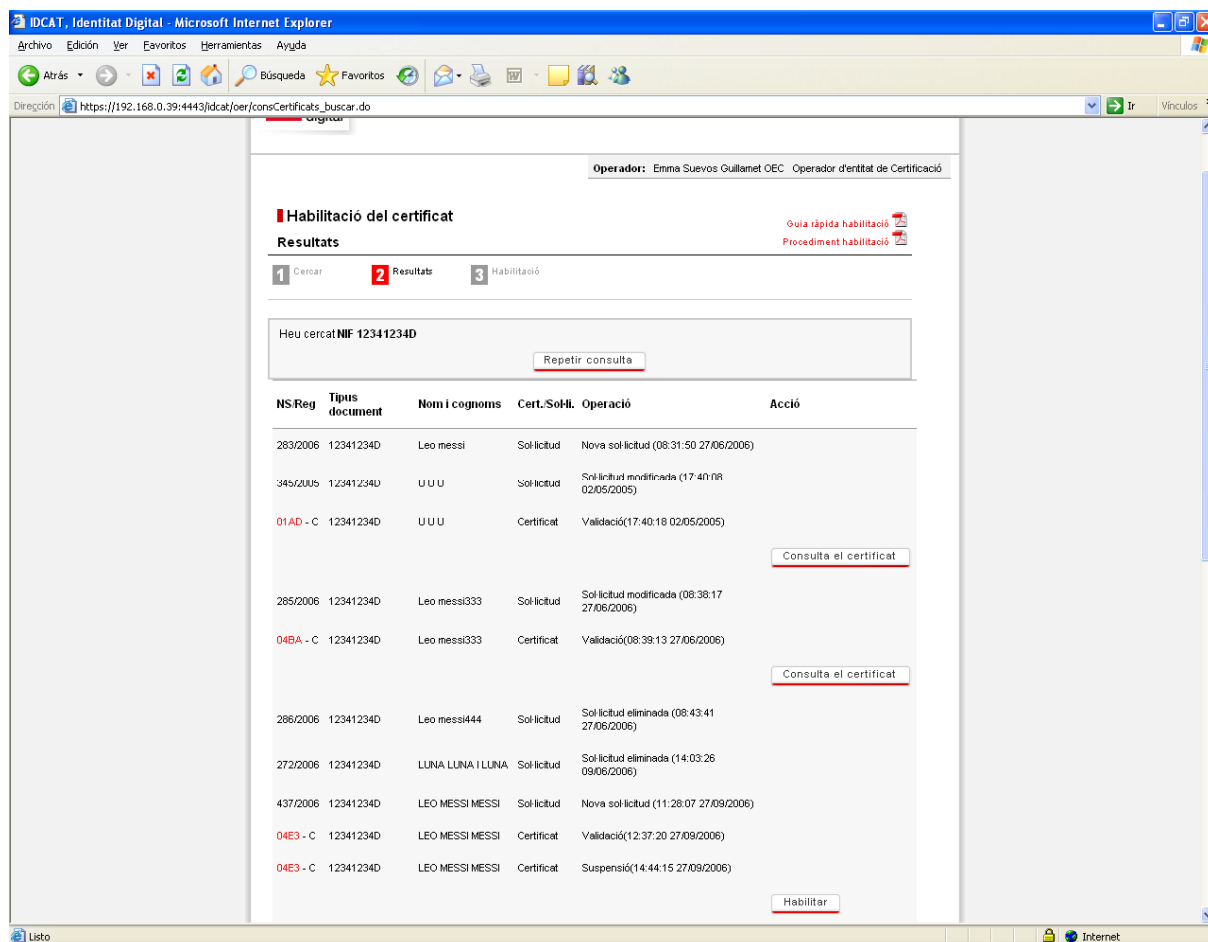 IDCAT, Identitat Digital - Microsoft Internet Explorer
Archivo Edición Ver Favoritos Herramientas Ayuda
Atrás Búsqueda Favoritos
Dirección https://192.168.0.39:4443/idcat/oer/consCertificats_buscar.do Ir Vínculos
digital
Operador: Emma Suevos Guillamet OEC Operador d'entitat de Certificació
Habilitació del certificat
Guia ràpida habilitació
Resultats
Procediment habilitació
1 Cercar 2 Resultats 3 Habilitació
Heu cercat NIF 12341234D
Repetir consulta
NS/Reg Tipus document Nom i cognoms Cert./Sol·li. Operació Acció
283/2006 12341234D Leo messi Sol·licitud Nova sol·licitud (08:31:50 27/06/2006)
345/2005 12341234D U U U Sol·licitud Sol·licitud modificada (17:40:08
02/05/2005)
01AD - C 12341234D U U U Certificat Validació(17:40:18 02/05/2005)
Consulta el certificat
285/2006 12341234D Leo messi333 Sol·licitud Sol·licitud modificada (08:38:17
27/06/2006)
04BA - C 12341234D Leo messi333 Certificat Validació(08:39:13 27/06/2006)
Consulta el certificat
286/2006 12341234D Leo messi444 Sol·licitud Sol·licitud eliminada (08:43:41
27/06/2006)
272/2006 12341234D LUNA LUNA I LUNA Sol·licitud Sol·licitud eliminada (14:03:26
09/06/2006)
437/2006 12341234D LEO MESSI MESSI Sol·licitud Nova sol·licitud (11:28:07 27/09/2006)
04E3 - C 12341234D LEO MESSI MESSI Certificat Validació(12:37:20 27/09/2006)
04E3 - C 12341234D LEO MESSI MESSI Certificat Suspensió(14:44:15 27/09/2006)
Habilitar
Listo Internet